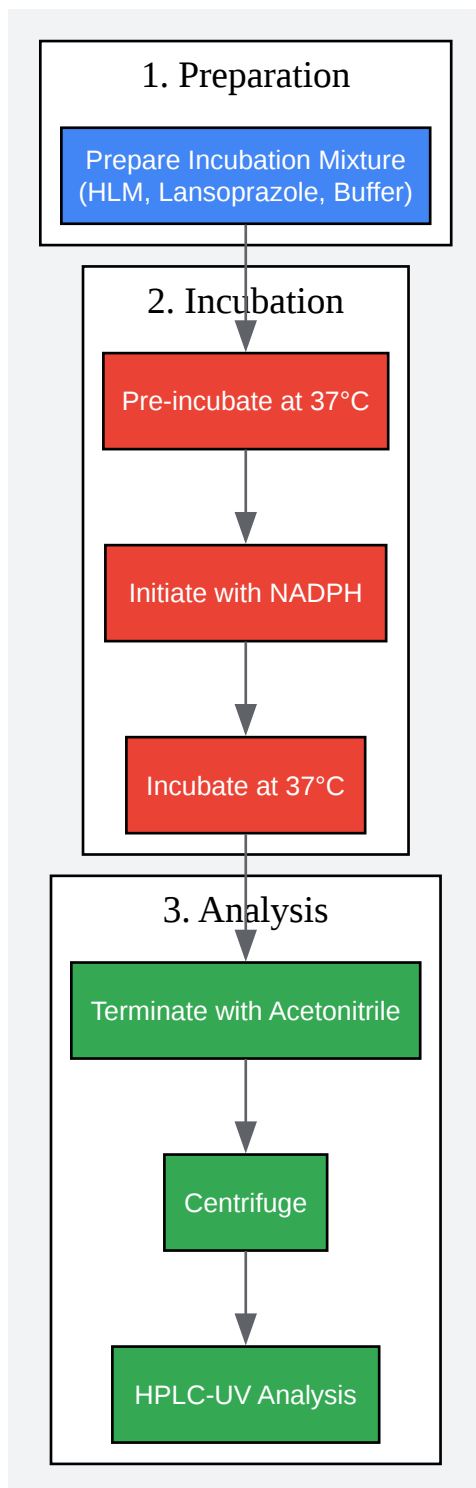 1. Preparation
Prepare Incubation Mixture
(HLM, Lansoprazole, Buffer)
2. Incubation
Pre-incubate at 37°C
Initiate with NADPH
Incubate at 37°C
3. Analysis
Terminate with Acetonitrile
Centrifuge
HPLC-UV Analysis